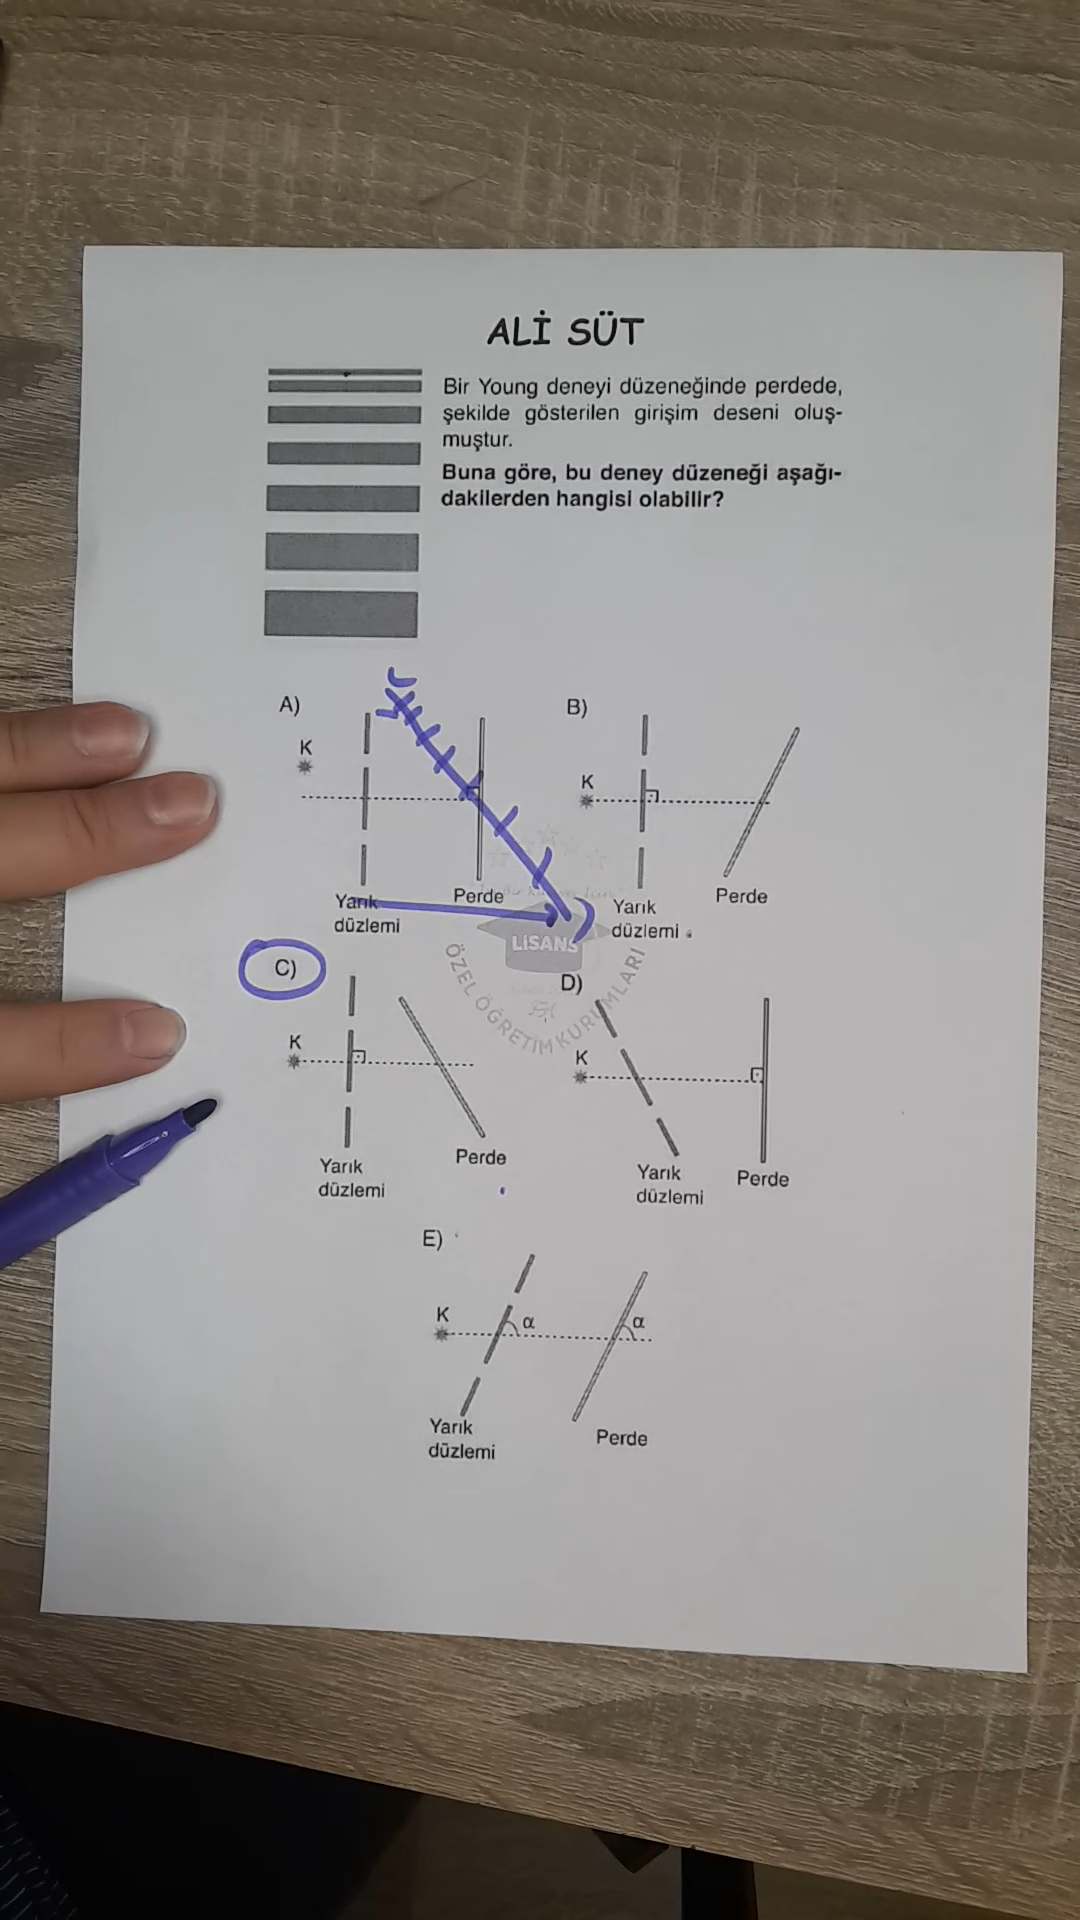 ALİ SÜT
Bir Young deneyi düzeneğinde perdede,
şekilde gösterilen girişim deseni oluş-
muştur.
Buna göre, bu deney düzeneği aşağı-
dakilerden hangisi olabilir?
A)
K
Yarık
düzlemi
Perde
B)
K
Yarık
düzlemi
Perde
LİSANS
ÖZEL ÖĞRETİM KURUMLARI
C)
K
Yarık
düzlemi
Perde
D)
K
Yarık
düzlemi
Perde
E)
K
α
α
Yarık
düzlemi
Perde